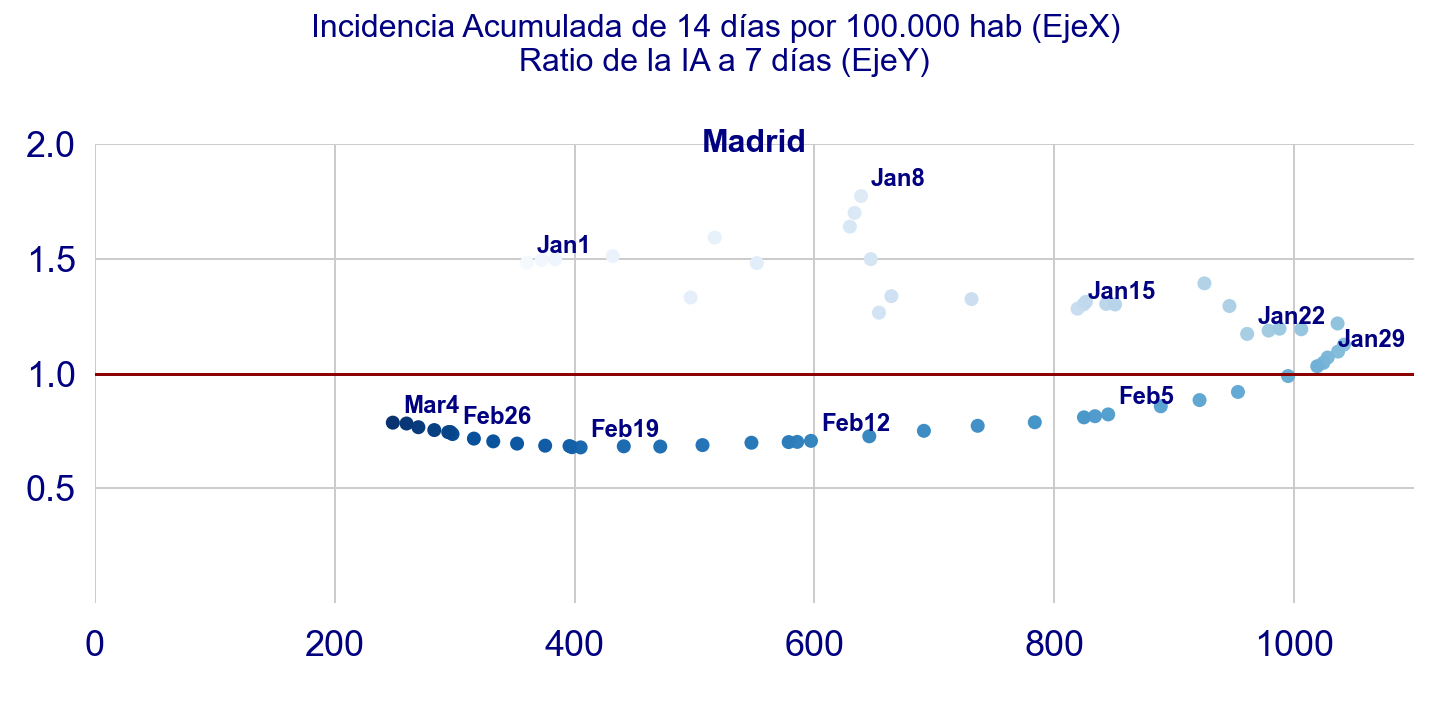 Incidencia Acumulada de 14 días por 100.000 hab (EjeX)
Ratio de la IA a 7 días (EjeY)
Madrid
2.0
Jan8
1.5
Jan1
Jan15
Jan22
Jan29
1.0
Feb5
Mar4
Feb26
Feb12
Feb19
0.5
0
200
400
600
800
1000